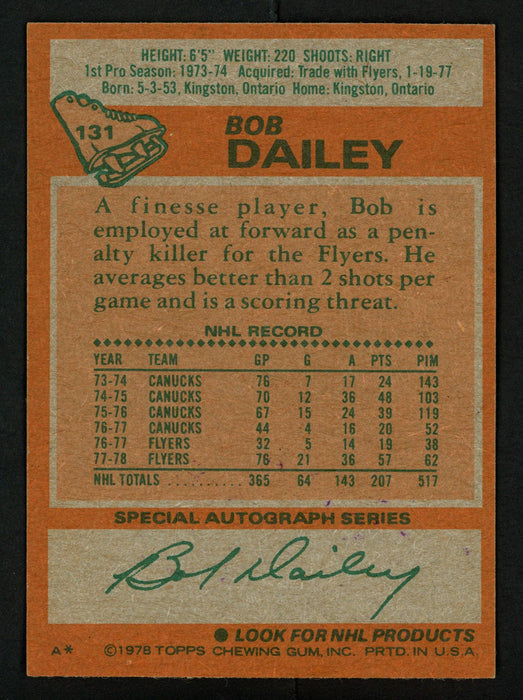 HEIGHT: 6'5" WEIGHT: 220 SHOOTS: RIGHT
1st Pro Season: 1973-74 Acquired: Trade with Flyers, 1-19-77
Born: 5-3-53, Kingston, Ontario Home: Kingston, Ontario
131
BOB
DAILEY
A finesse player, Bob is
employed at forward as a pen-
alty killer for the Flyers. He
averages better than 2 shots per
game and is a scoring threat.
NHL RECORD
YEAR TEAM GP G A PTS PIM
73-74 CANUCKS 76 7 17 24 143
74-75 CANUCKS 70 12 36 48 103
75-76 CANUCKS 67 15 24 39 119
76-77 CANUCKS 44 4 16 20 52
76-77 FLYERS 32 5 14 19 38
77-78 FLYERS 76 21 36 57 62
NHL TOTALS .......... 365 64 143 207 517
SPECIAL AUTOGRAPH SERIES
Bob Dailey
● LOOK FOR NHL PRODUCTS
A* ©1978 TOPPS CHEWING GUM, INC. PRTD. IN U.S.A.